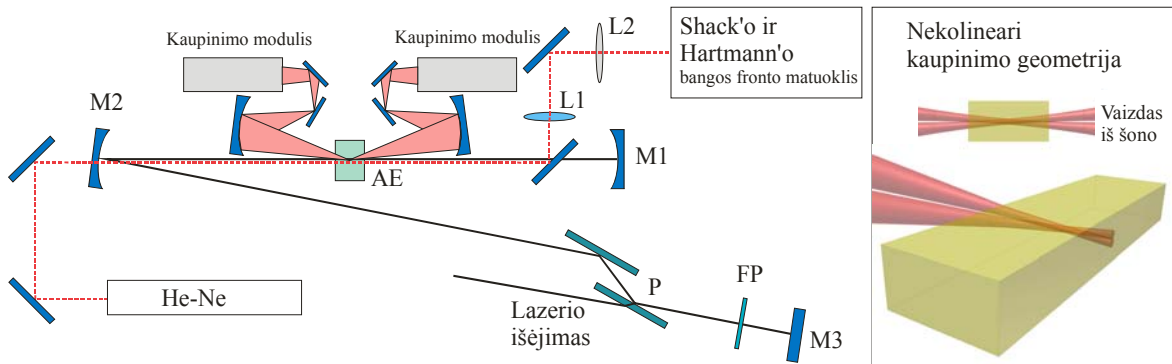 Kaupinimo modulis
Kaupinimo modulis
L2
Shack'o ir
Hartmann'o
bangos fronto matuoklis
M2
L1
AE
M1
He-Ne
Lazerio
išėjimas
P
FP
M3
Nekolineari
kaupinimo geometrija
Vaizdas
iš šono